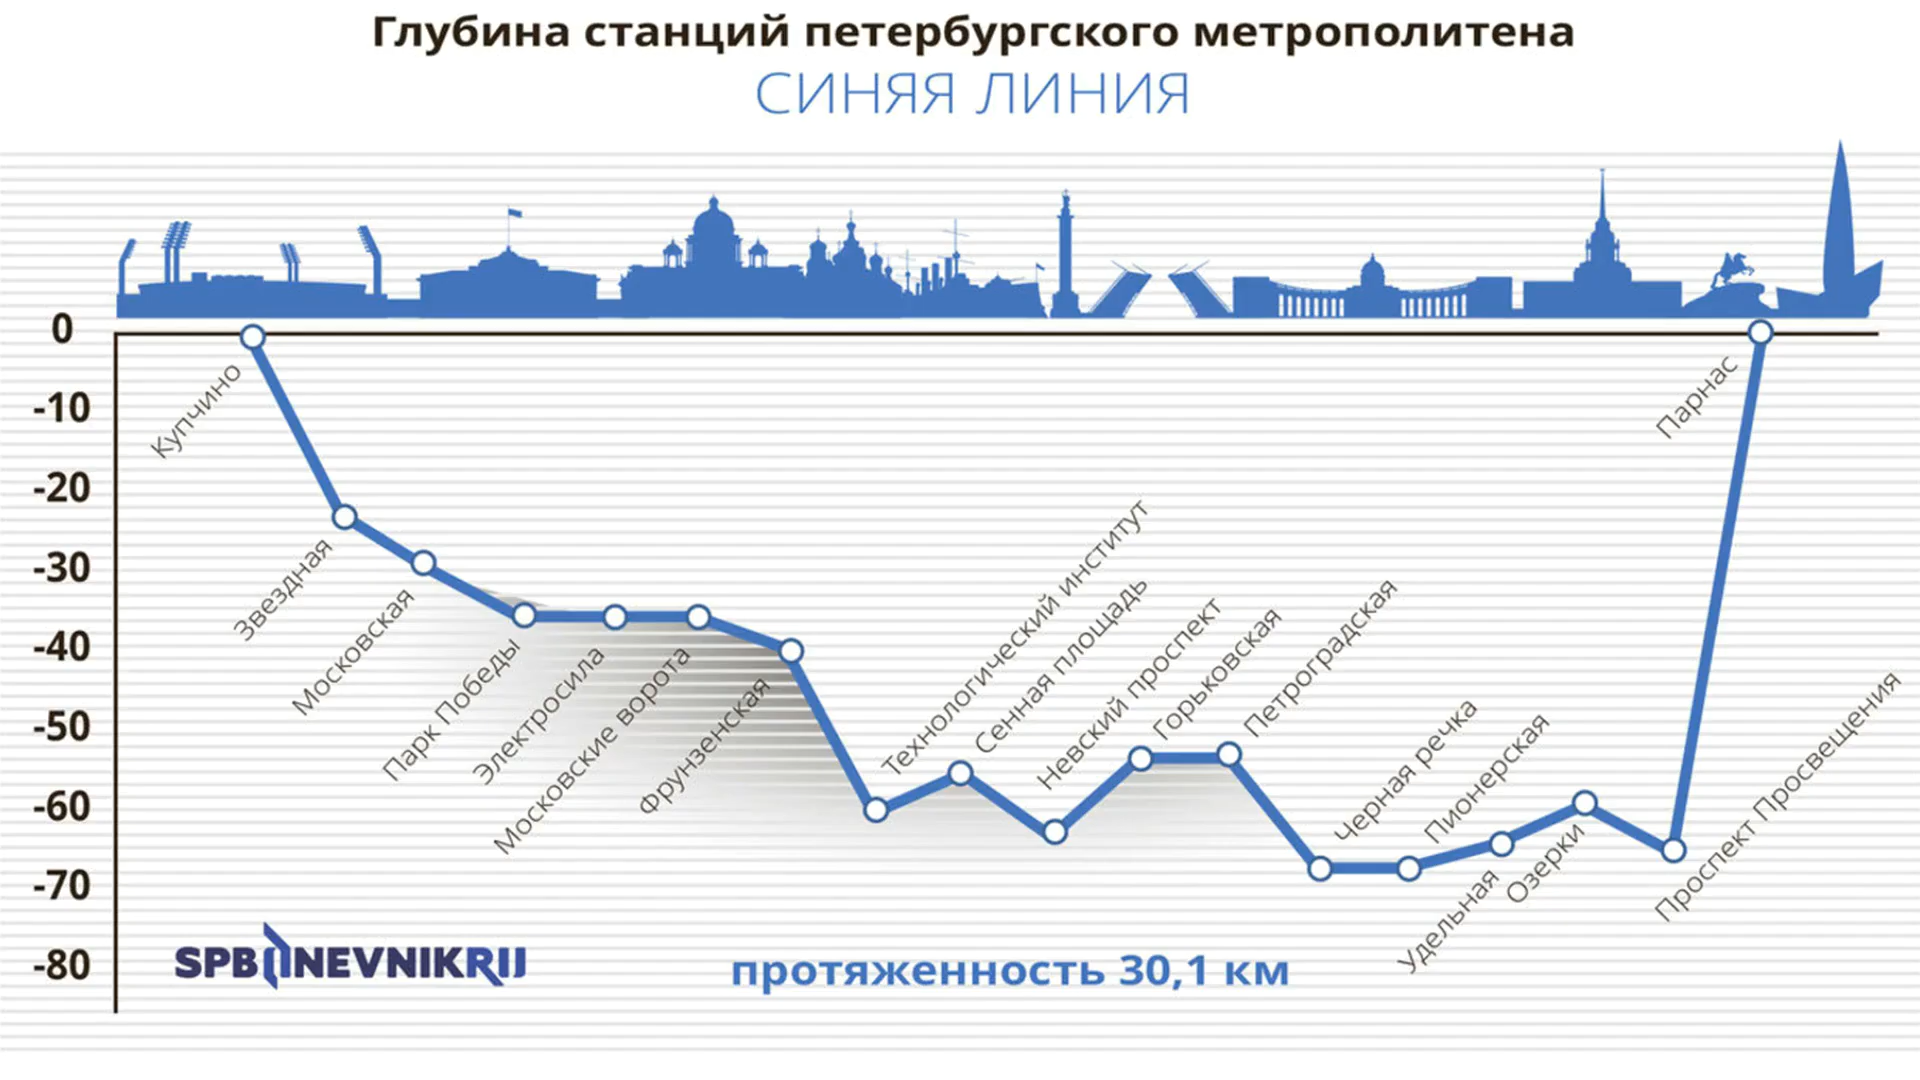 Глубина станций петербургского метрополитена
СИНЯЯ ЛИНИЯ
0
-10
-20
-30
-40
-50
-60
-70
-80
Купчино
Звездная
Московская
Парк Победы
Электросила
Московские ворота
Фрунзенская
Технологический институт
Сенная площадь
Невский проспект
Горьковская
Петроградская
Черная речка
Пионерская
Удельная
Озерки
Проспект Просвещения
Парнас
SPBDNEVNIKRU
протяженность 30,1 км